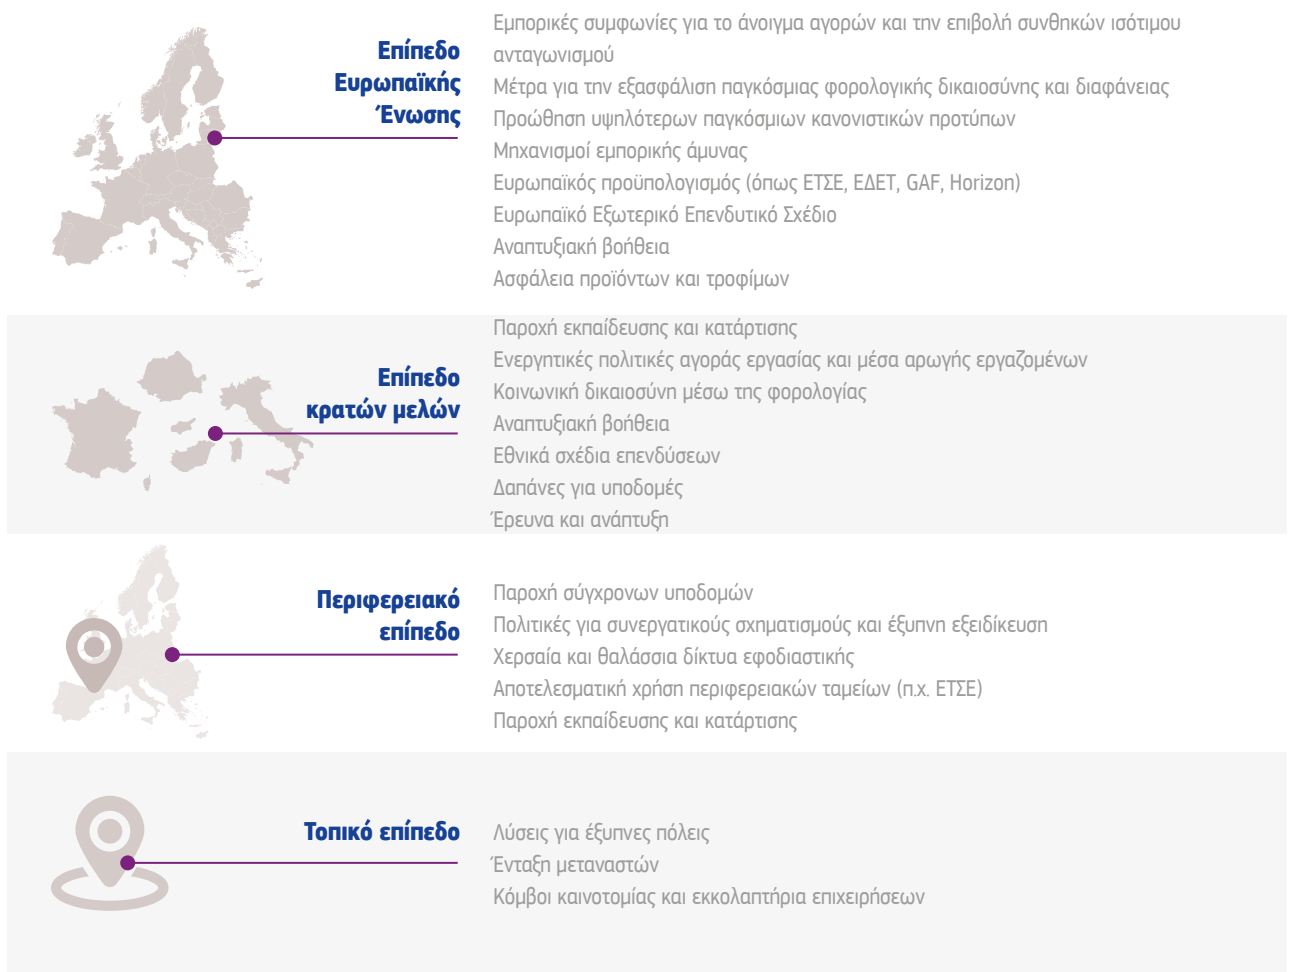 Επίπεδο
Ευρωπαϊκής
Ένωσης
Εμπορικές συμφωνίες για το άνοιγμα αγορών και την επιβολή συνθηκών ισότιμου
ανταγωνισμού
Μέτρα για την εξασφάλιση παγκόσμιας φορολογικής δικαιοσύνης και διαφάνειας
Προώθηση υψηλότερων παγκόσμιων κανονιστικών προτύπων
Μηχανισμοί εμπορικής άμυνας
Ευρωπαϊκός προϋπολογισμός (όπως ΕΤΣΕ, ΕΔΕΤ, GAF, Horizon)
Ευρωπαϊκό Εξωτερικό Επενδυτικό Σχέδιο
Αναπτυξιακή βοήθεια
Ασφάλεια προϊόντων και τροφίμων
Επίπεδο
κρατών μελών
Παροχή εκπαίδευσης και κατάρτισης
Ενεργητικές πολιτικές αγοράς εργασίας και μέσα αρωγής εργαζομένων
Κοινωνική δικαιοσύνη μέσω της φορολογίας
Αναπτυξιακή βοήθεια
Εθνικά σχέδια επενδύσεων
Δαπάνες για υποδομές
Έρευνα και ανάπτυξη
Περιφερειακό
επίπεδο
Παροχή σύγχρονων υποδομών
Πολιτικές για συνεργατικούς σχηματισμούς και έξυπνη εξειδίκευση
Χερσαία και θαλάσσια δίκτυα εφοδιαστικής
Αποτελεσματική χρήση περιφερειακών ταμείων (π.χ. ΕΤΣΕ)
Παροχή εκπαίδευσης και κατάρτισης
Τοπικό επίπεδο
Λύσεις για έξυπνες πόλεις
Ένταξη μεταναστών
Κόμβοι καινοτομίας και εκκολαπτήρια επιχειρήσεων